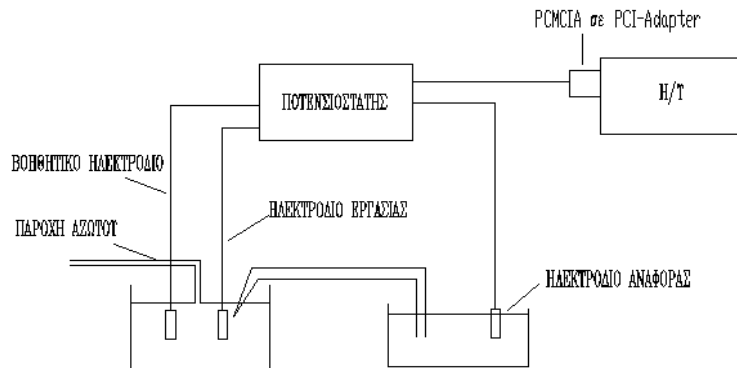 PCMCIA σε PCI-Adapter
Η/Υ
ΠΟΤΕΝΣΙΟΣΤΑΤΗΣ
ΒΟΗΘΗΤΙΚΟ ΗΛΕΚΤΡΟΔΙΟ
ΗΛΕΚΤΡΟΔΙΟ ΕΡΓΑΣΙΑΣ
ΠΑΡΟΧΗ ΑΖΩΤΟΥ
ΗΛΕΚΤΡΟΔΙΟ ΑΝΑΦΟΡΑΣ